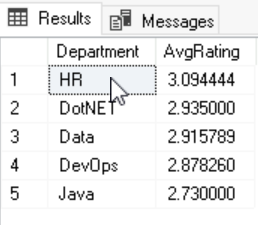 Results Messages
Department AvgRating
1 HR 3.094444
2 DotNET 2.935000
3 Data 2.915789
4 DevOps 2.878260
5 Java 2.730000